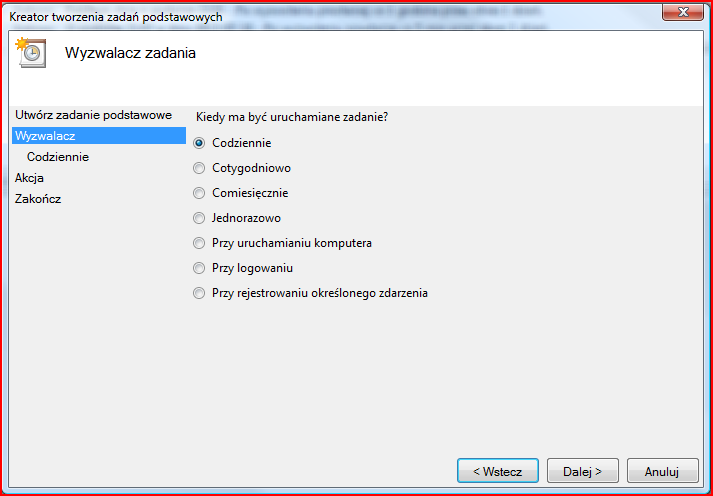 Kreator tworzenia zadań podstawowych
Wyzwalacz zadania
Utwórz zadanie podstawowe
Wyzwalacz
Codziennie
Akcja
Zakończ
Kiedy ma być uruchamiane zadanie?
Codziennie
Cotygodniowo
Comiesięcznie
Jednorazowo
Przy uruchamianiu komputera
Przy logowaniu
Przy rejestrowaniu określonego zdarzenia
< Wstecz
Dalej >
Anuluj